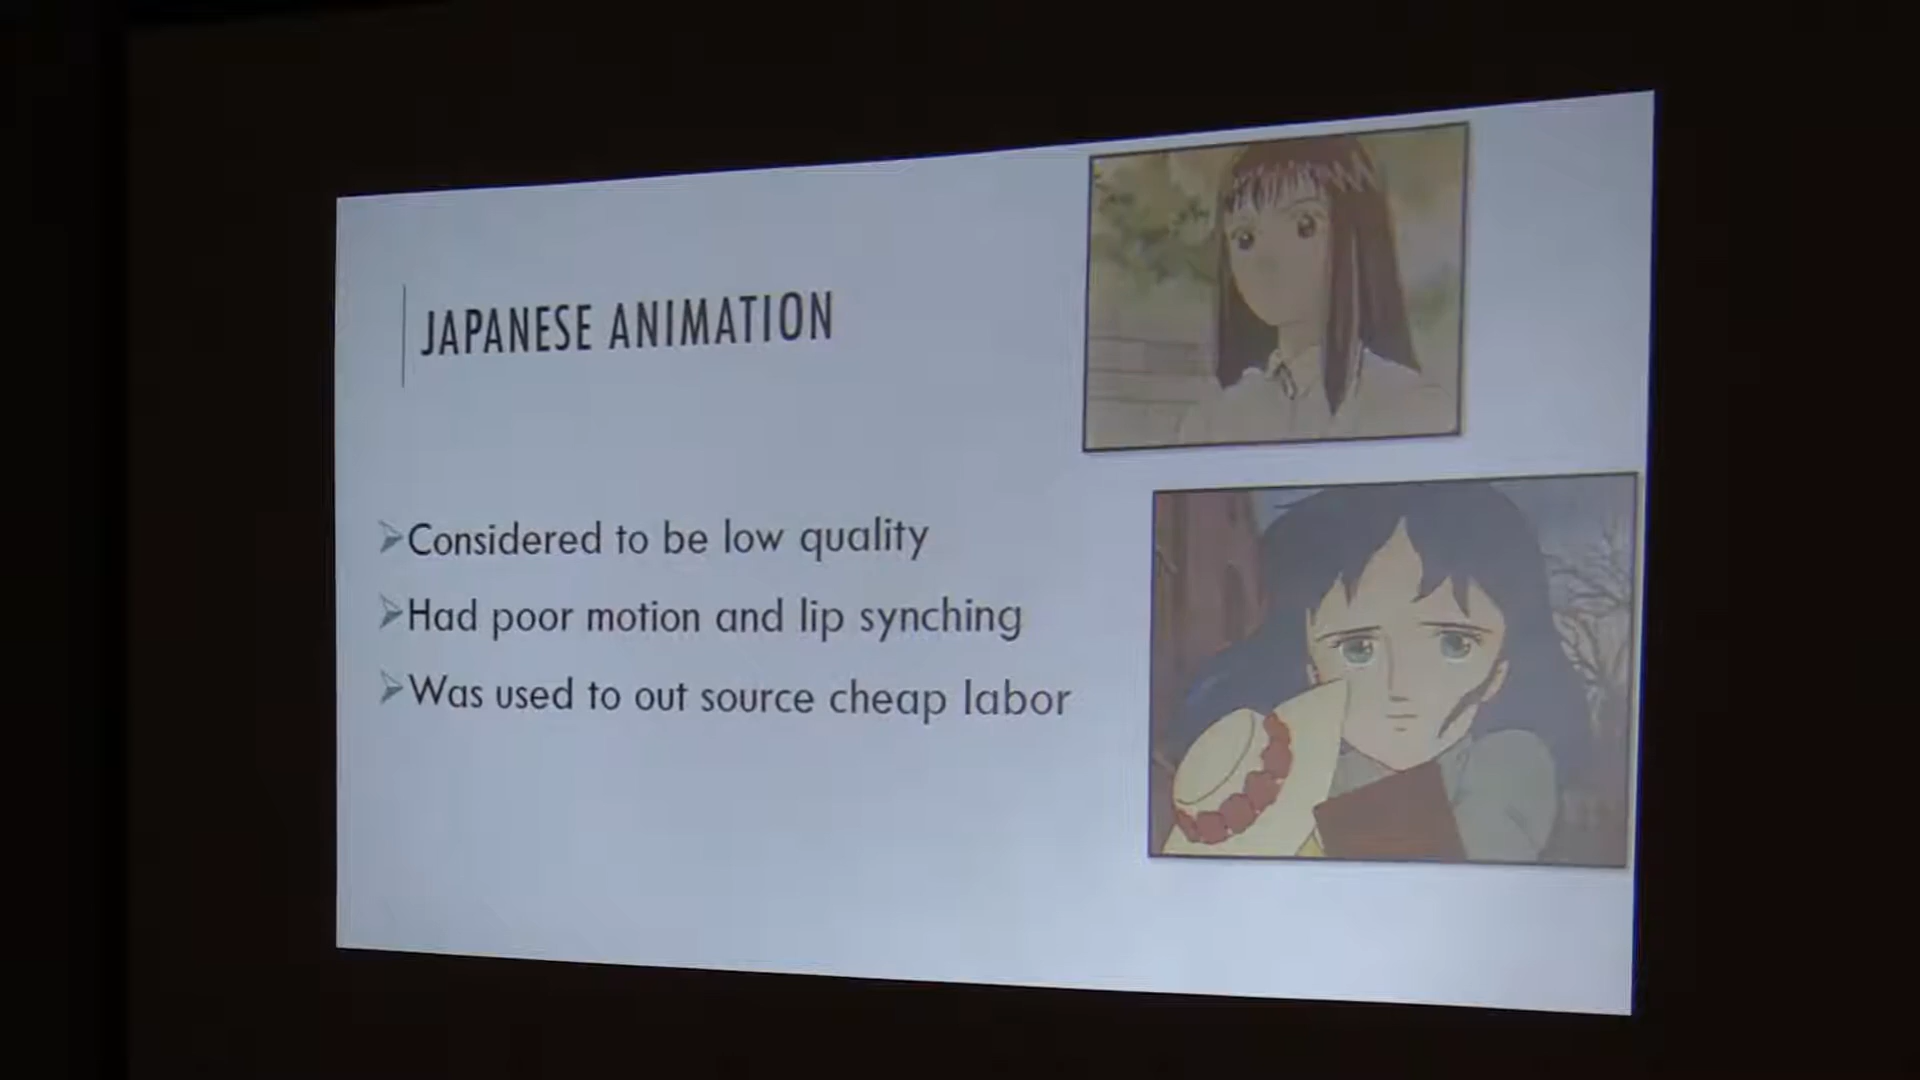 JAPANESE ANIMATION
Considered to be low quality
Had poor motion and lip synching
Was used to out source cheap labor